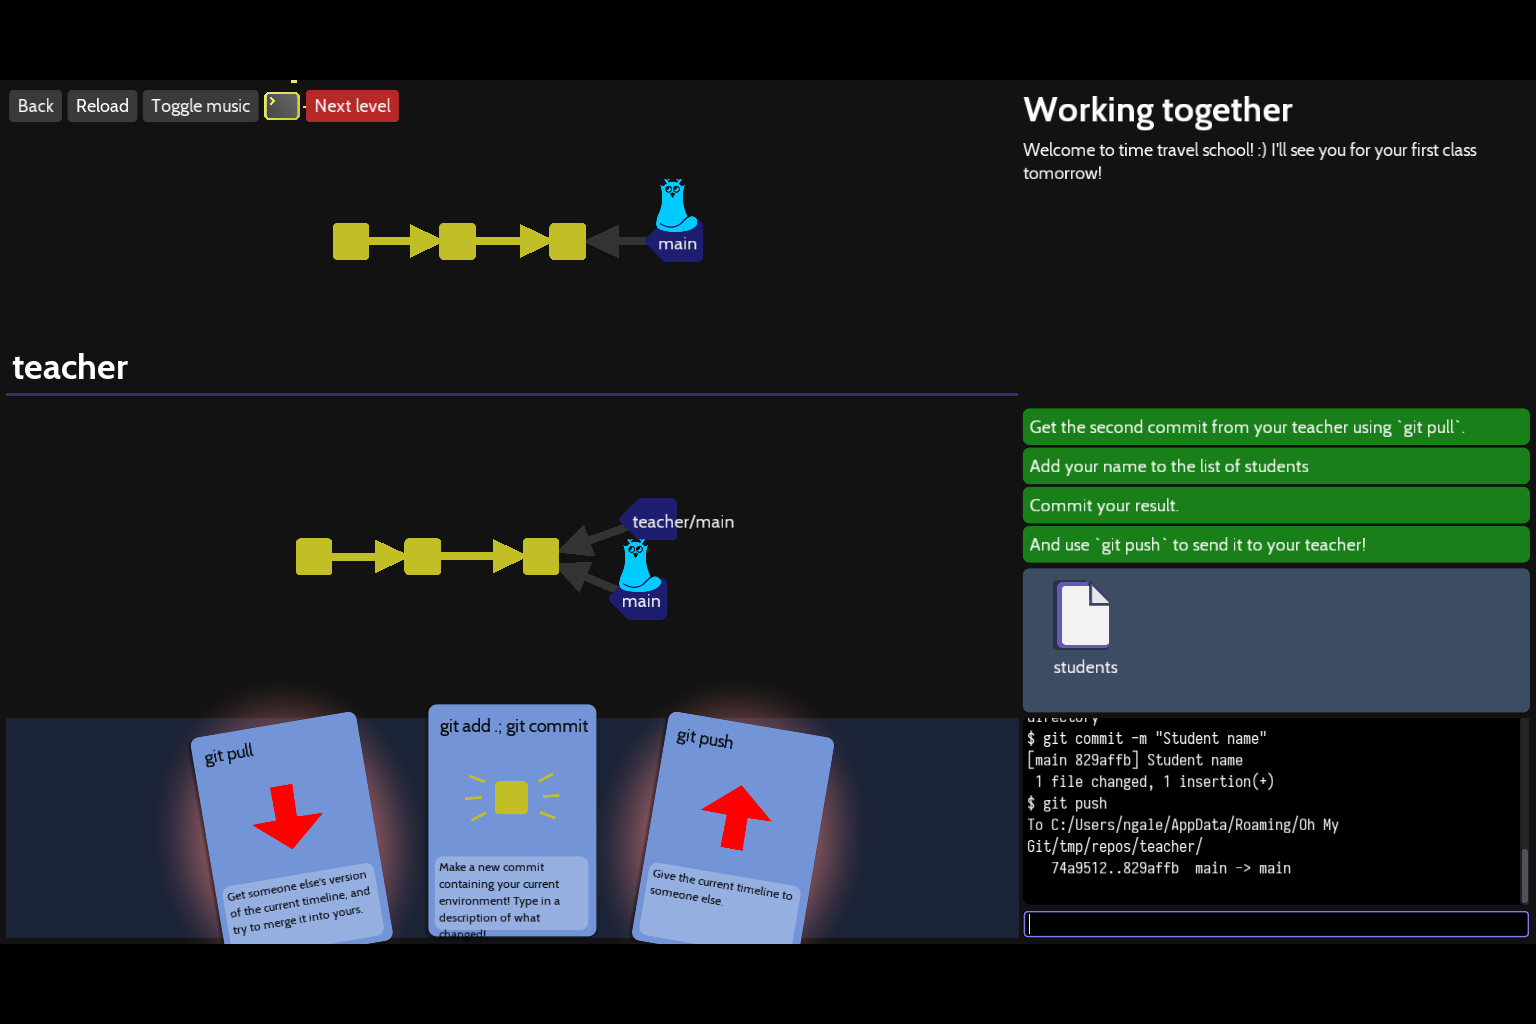 Back
Reload
Toggle music
Next level
Working together
Welcome to time travel school! :) I'll see you for your first class
tomorrow!
main
teacher
Get the second commit from your teacher using `git pull`.
Add your name to the list of students
Commit your result.
And use `git push` to send it to your teacher!
teacher/main
main
students
git pull
Get someone else's version
of the current timeline, and
try to merge it into yours.
git add .; git commit
Make a new commit
containing your current
environment! Type in a
description of what
changed!
git push
Give the current timeline to
someone else.
directory
$ git commit -m "Student name"
[main 829affb] Student name
1 file changed, 1 insertion(+)
$ git push
To C:/Users/ngale/AppData/Roaming/Oh My
Git/tmp/repos/teacher/
74a9512..829affb  main -> main